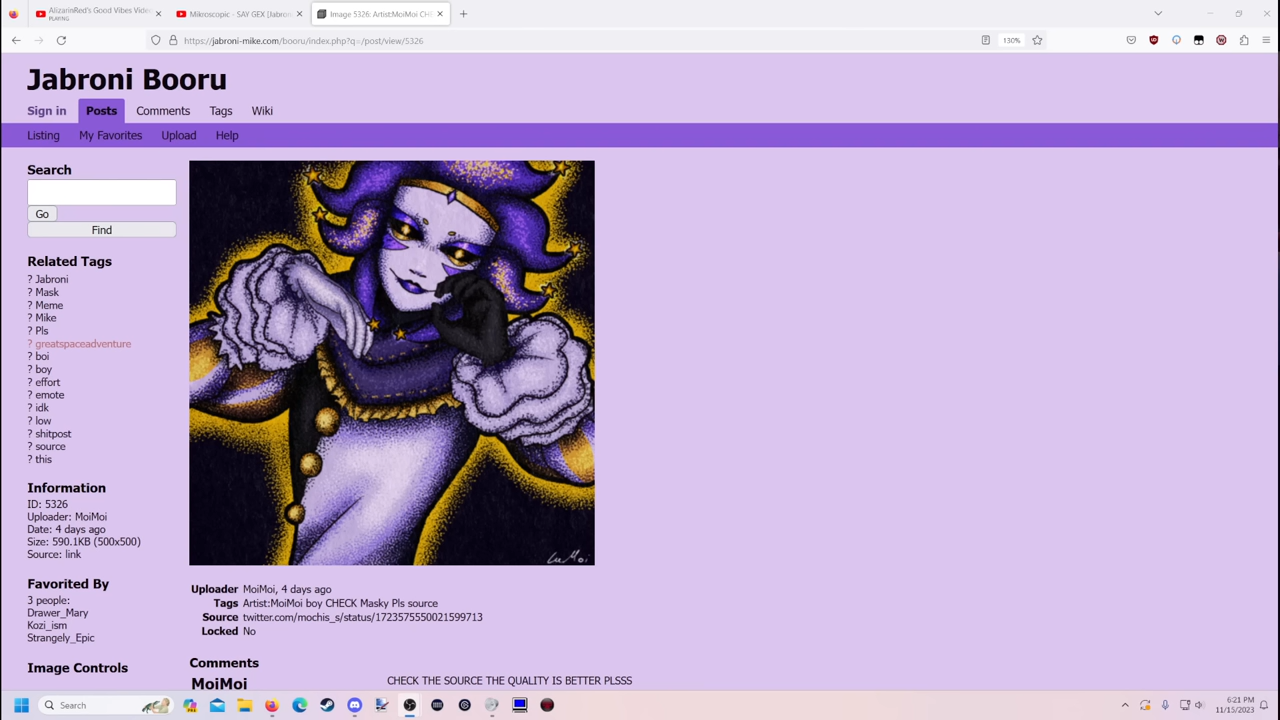 AlizarinRed's Good Vibes Video
PLAYING
Mikroscopic - SAY GEX [Jabron
Image 5326: Artist:MoiMoi CHE
https://jabroni-mike.com/booru/index.php?q=/post/view/5326
130%
Jabroni Booru
Sign in Posts Comments Tags Wiki
Listing My Favorites Upload Help
Search
Go
Find
Related Tags
? Jabroni
? Mask
? Meme
? Mike
? Pls
? greatspaceadventure
? boi
? boy
? effort
? emote
? idk
? low
? shitpost
? source
? this
Information
ID: 5326
Uploader: MoiMoi
Date: 4 days ago
Size: 590.1KB (500x500)
Source: link
Favorited By
3 people:
Drawer_Mary
Kozi_ism
Strangely_Epic
Image Controls
Uploader MoiMoi, 4 days ago
Tags Artist:MoiMoi boy CHECK Masky Pls source
Source twitter.com/mochis_s/status/1723575550021599713
Locked No
Comments
MoiMoi
CHECK THE SOURCE THE QUALITY IS BETTER PLSSS
Search
6:21 PM
11/15/2023